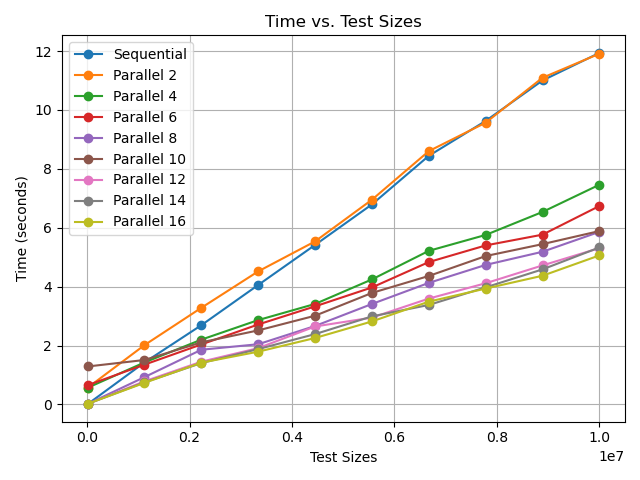 Time vs. Test Sizes
Sequential
Parallel 2
Parallel 4
Parallel 6
Parallel 8
Parallel 10
Parallel 12
Parallel 14
Parallel 16
Time (seconds)
12
10
8
6
4
2
0
0.0 0.2 0.4 0.6 0.8 1.0
1e7
Test Sizes